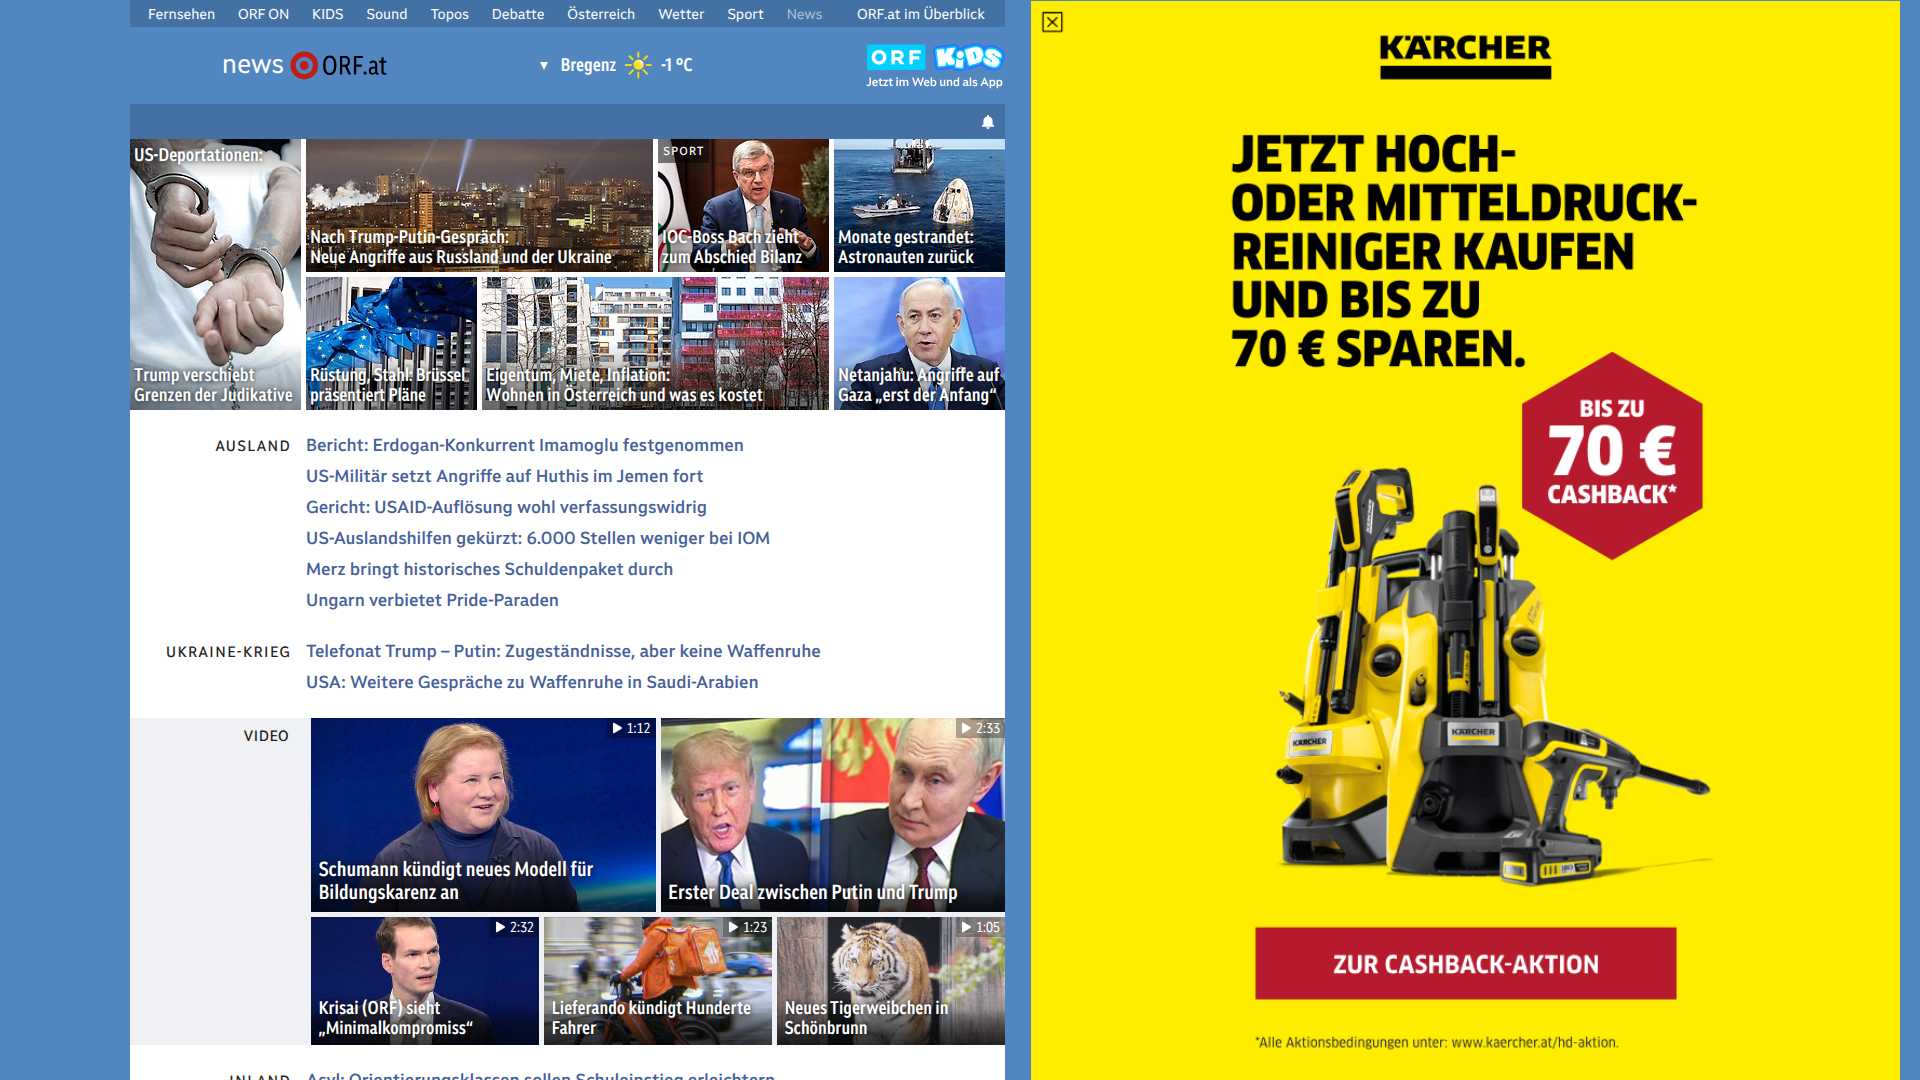 Fernsehen ORF ON KIDS Sound Topos Debatte Österreich Wetter Sport News ORF.at im Überblick
news ORF.at
Bregenz -1 ºC
ORF KiDS
Jetzt im Web und als App
US-Deportationen:
Trump verschiebt
Grenzen der Judikative
Nach Trump-Putin-Gespräch:
Neue Angriffe aus Russland und der Ukraine
SPORT
IOC-Boss Bach zieht
zum Abschied Bilanz
Monate gestrandet:
Astronauten zurück
Rüstung, Stahl: Brüssel
präsentiert Pläne
Eigentum, Miete, Inflation:
Wohnen in Österreich und was es kostet
Netanjahu: Angriffe auf
Gaza „erst der Anfang“
AUSLAND
Bericht: Erdogan-Konkurrent Imamoglu festgenommen
US-Militär setzt Angriffe auf Huthis im Jemen fort
Gericht: USAID-Auflösung wohl verfassungswidrig
US-Auslandshilfen gekürzt: 6.000 Stellen weniger bei IOM
Merz bringt historisches Schuldenpaket durch
Ungarn verbietet Pride-Paraden
UKRAINE-KRIEG
Telefonat Trump – Putin: Zugeständnisse, aber keine Waffenruhe
USA: Weitere Gespräche zu Waffenruhe in Saudi-Arabien
VIDEO
1:12
Schumann kündigt neues Modell für
Bildungskarenz an
2:33
Erster Deal zwischen Putin und Trump
2:32
Krisai (ORF) sieht
„Minimalkompromiss“
1:23
Lieferando kündigt Hunderte
Fahrer
1:05
Neues Tigerweibchen in
Schönbrunn
INLAND
Asyl: Orientierungsklassen sollen Schuleinstieg erleichtern
KÄRCHER
JETZT HOCH-
ODER MITTELDRUCK-
REINIGER KAUFEN
UND BIS ZU
70 € SPAREN.
BIS ZU
70 €
CASHBACK*
KÄRCHER
KÄRCHER
ZUR CASHBACK-AKTION
*Alle Aktionsbedingungen unter: www.kaercher.at/hd-aktion.